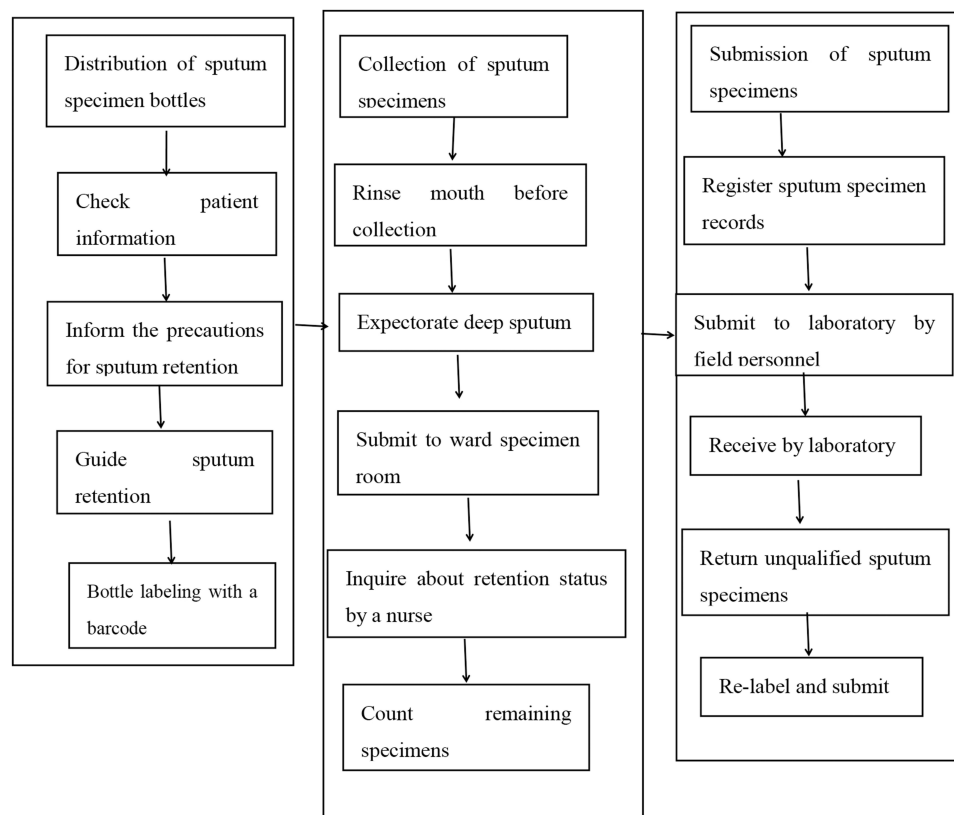 Distribution of sputum
specimen bottles
Check patient
information
Inform the precautions
for sputum retention
Guide sputum
retention
Bottle labeling with a
barcode
Collection of sputum
specimens
Rinse mouth before
collection
Expectorate deep sputum
Submit to ward specimen
room
Inquire about retention status
by a nurse
Count remaining
specimens
Submission of sputum
specimens
Register sputum specimen
records
Submit to laboratory by
field personnel
Receive by laboratory
Return unqualified sputum
specimens
Re-label and submit